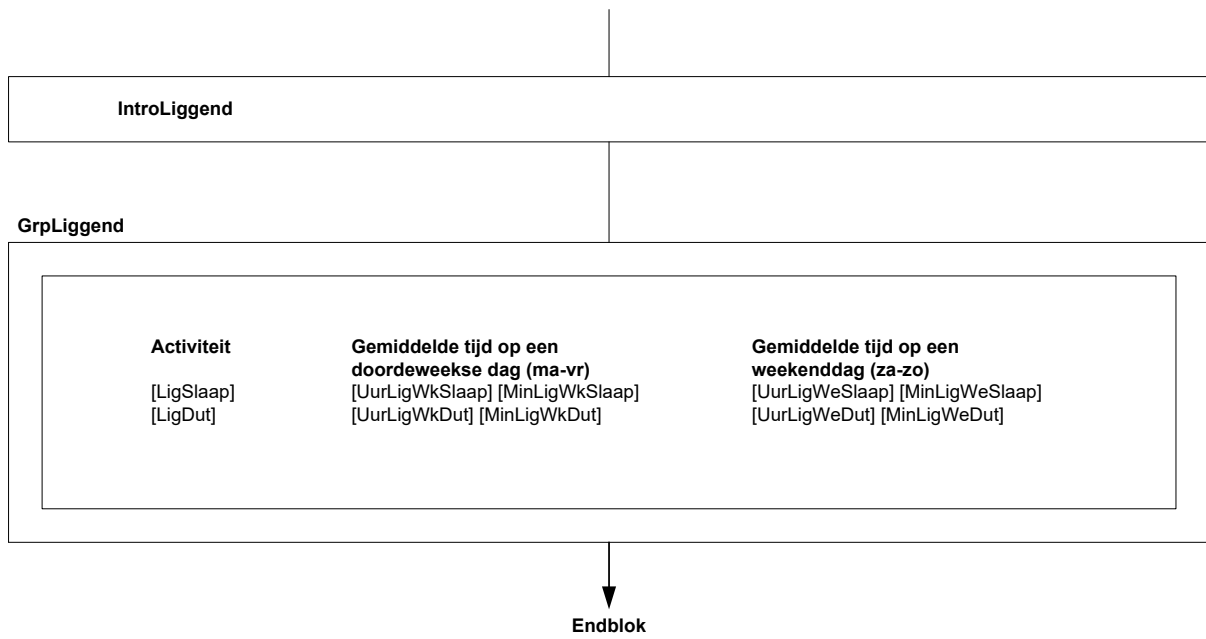 IntroLiggend
GrpLiggend
Activiteit Gemiddelde tijd op een Gemiddelde tijd op een
doordeweekse dag (ma-vr) weekenddag (za-zo)
[LigSlaap] [UurLigWkSlaap] [MinLigWkSlaap] [UurLigWeSlaap] [MinLigWeSlaap]
[LigDut] [UurLigWkDut] [MinLigWkDut] [UurLigWeDut] [MinLigWeDut]
Endblok